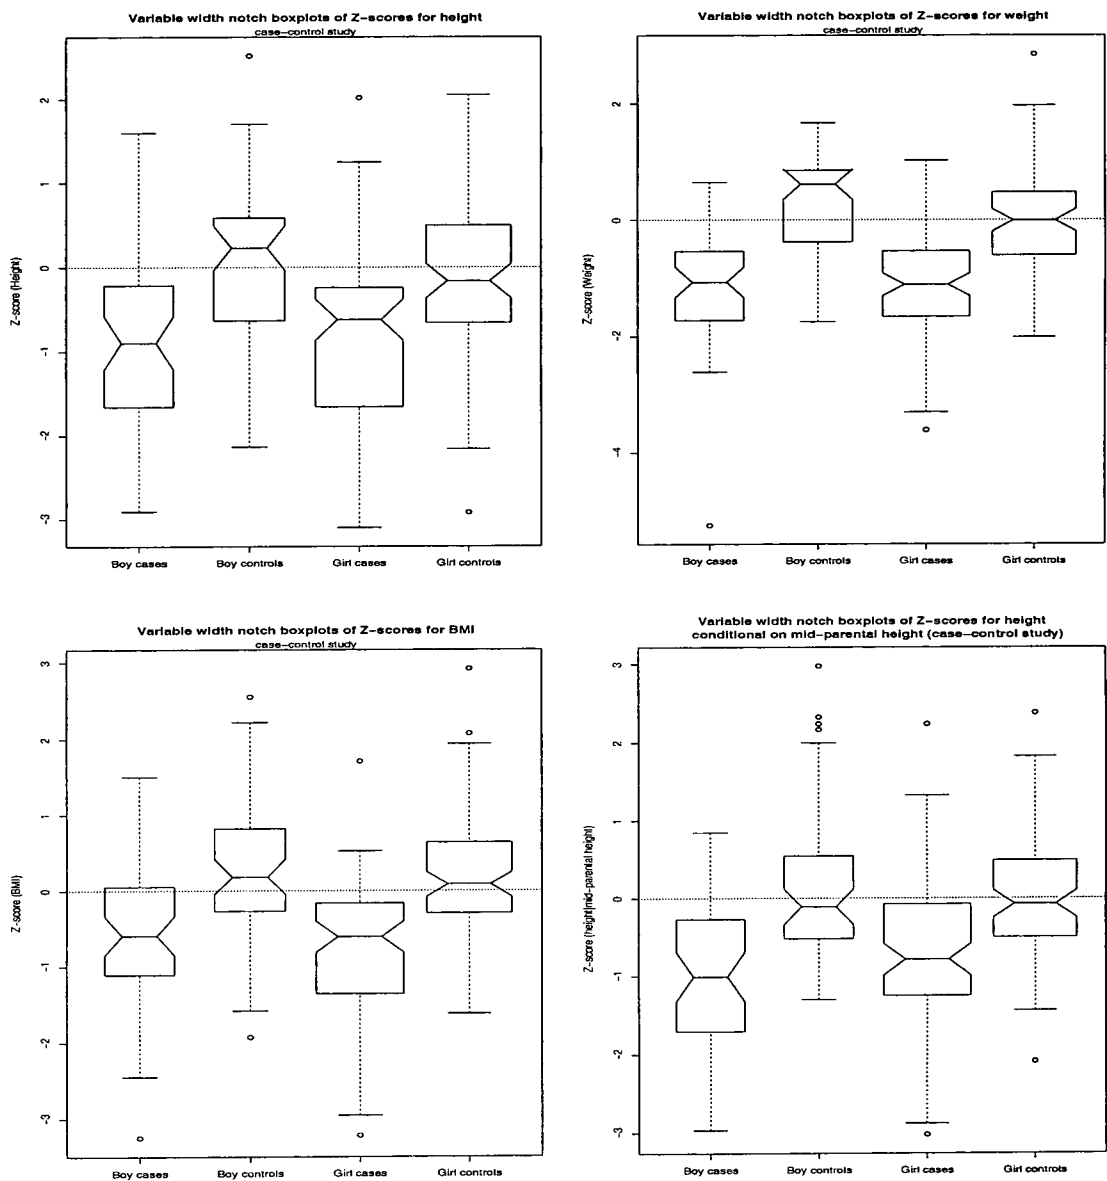 Variable width notch boxplots of Z-scores for height
case-control study
Z-score (Height)
2
1
0
-1
-2
-3
Boy cases Boy controls Girl cases Girl controls
Variable width notch boxplots of Z-scores for weight
case-control study
Z-score (Weight)
2
0
-2
-4
Boy cases Boy controls Girl cases Girl controls
Variable width notch boxplots of Z-scores for BMI
case-control study
Z-score (BMI)
3
2
1
0
-1
-2
-3
Boy cases Boy controls Girl cases Girl controls
Variable width notch boxplots of Z-scores for height
conditional on mid-parental height (case-control study)
Z-score (height|mid-parental height)
3
2
1
0
-1
-2
-3
Boy cases Boy controls Girl cases Girl controls